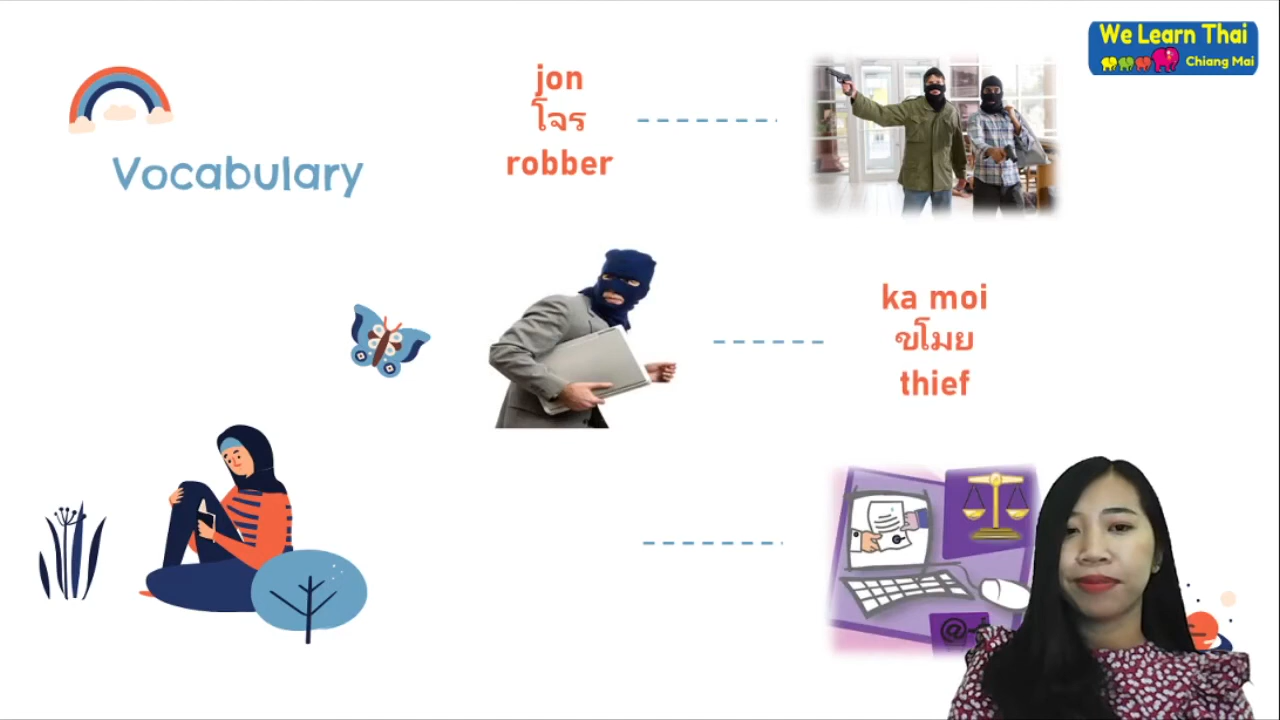 We Learn Thai
Chiang Mai
Vocabulary
jon
โจร
robber
ka moi
ขโมย
thief
@